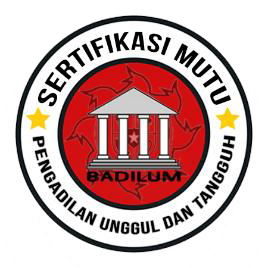 SERTIFIKASI MUTU
BADILUM
PENGADILAN UNGGUL DAN TANGGUH